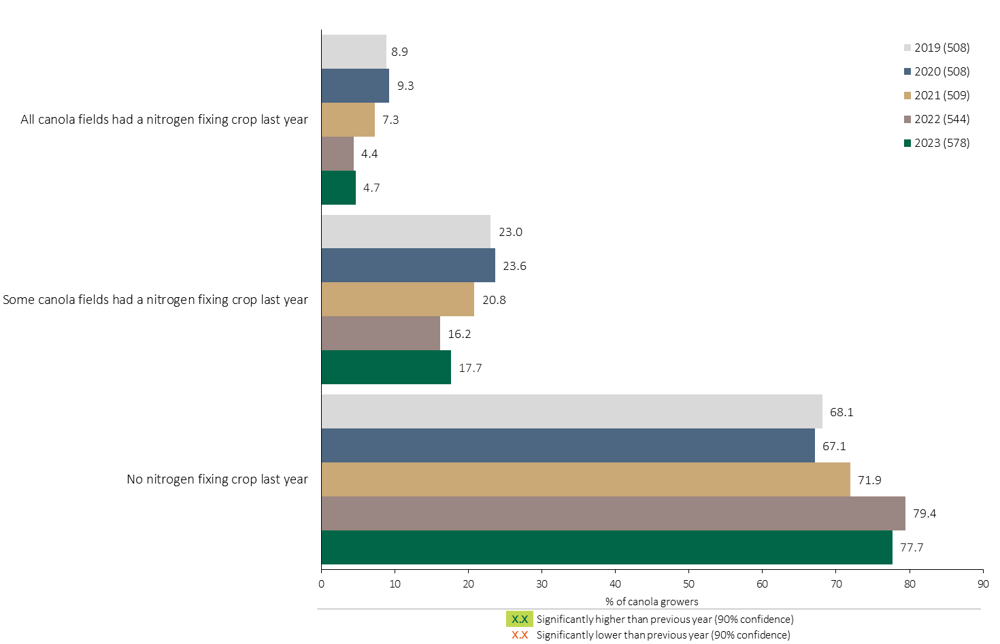 2019 (508)
2020 (508)
2021 (509)
2022 (544)
2023 (578)
All canola fields had a nitrogen fixing crop last year
8.9
9.3
7.3
4.4
4.7
Some canola fields had a nitrogen fixing crop last year
23.0
23.6
20.8
16.2
17.7
No nitrogen fixing crop last year
68.1
67.1
71.9
79.4
77.7
0 10 20 30 40 50 60 70 80 90
% of canola growers
X.X Significantly higher than previous year (90% confidence)
X.X Significantly lower than previous year (90% confidence)